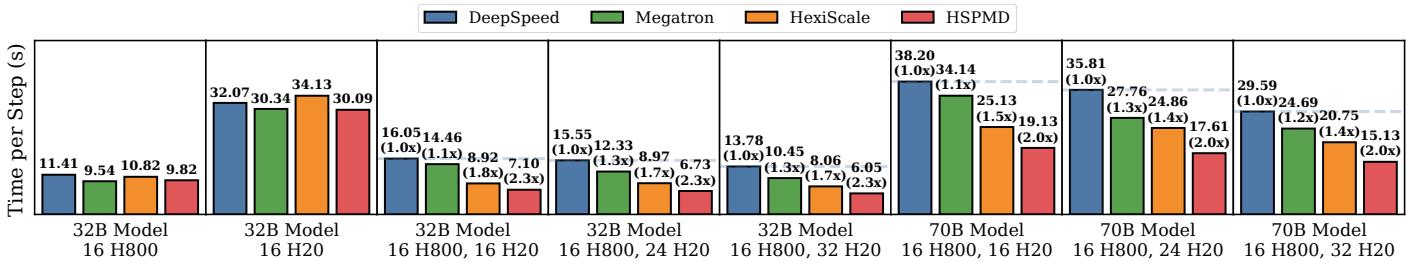 DeepSpeed Megatron HexiScale HSPMD
Time per Step (s)
11.41 9.54 10.82 9.82
32.07 30.34 34.13 30.09
16.05 14.46 8.92 7.10
(1.0x) (1.1x) (1.8x) (2.3x)
15.55 12.33 8.97 6.73
(1.0x) (1.3x) (1.7x) (2.3x)
13.78 10.45 8.06 6.05
(1.0x) (1.3x) (1.7x) (2.3x)
38.20 34.14 25.13 19.13
(1.0x) (1.1x) (1.5x) (2.0x)
35.81 27.76 24.86 17.61
(1.0x) (1.3x) (1.4x) (2.0x)
29.59 24.69 20.75 15.13
(1.0x) (1.2x) (1.4x) (2.0x)
32B Model
16 H800
32B Model
16 H20
32B Model
16 H800, 16 H20
32B Model
16 H800, 24 H20
32B Model
16 H800, 32 H20
70B Model
16 H800, 16 H20
70B Model
16 H800, 24 H20
70B Model
16 H800, 32 H20